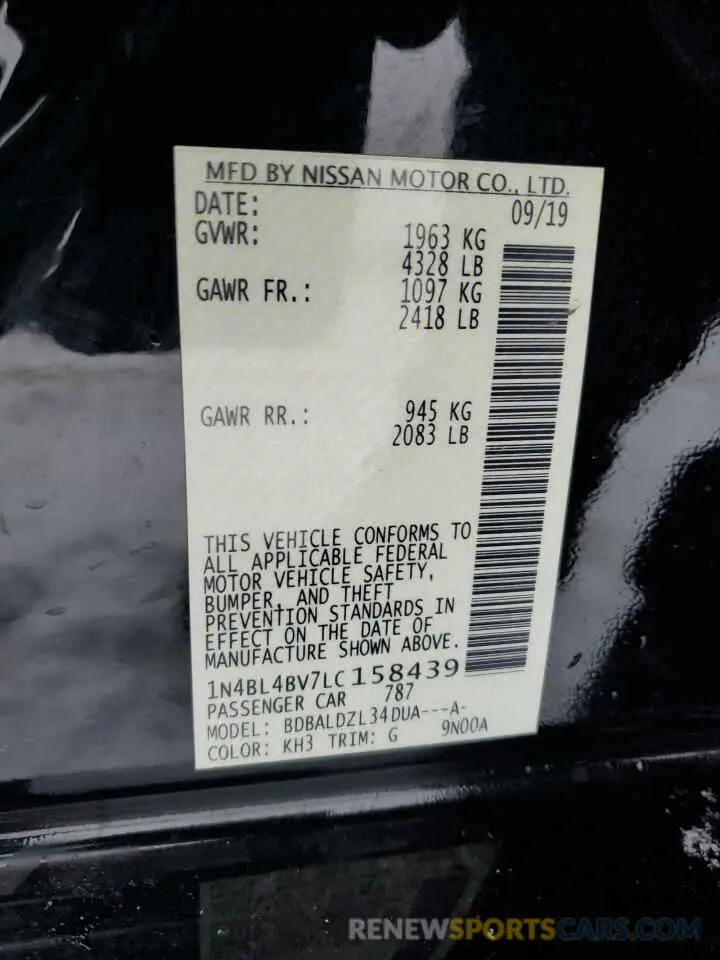 MFD BY NISSAN MOTOR CO., LTD.
DATE: 09/19
GVWR: 1963 KG
4328 LB
GAWR FR.: 1097 KG
2418 LB
GAWR RR.: 945 KG
2083 LB
THIS VEHICLE CONFORMS TO
ALL APPLICABLE FEDERAL
MOTOR VEHICLE SAFETY,
BUMPER, AND THEFT
PREVENTION STANDARDS IN
EFFECT ON THE DATE OF
MANUFACTURE SHOWN ABOVE.
1N4BL4BV7LC158439
PASSENGER CAR 787
MODEL: BDBALDZL34DUA---A-
COLOR: KH3 TRIM: G 9N00A
RENEWSPORTSCARS.COM